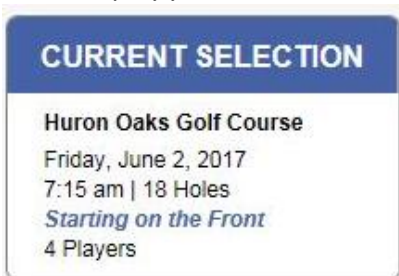 CURRENT SELECTION
Huron Oaks Golf Course
Friday, June 2, 2017
7:15 am | 18 Holes
Starting on the Front
4 Players